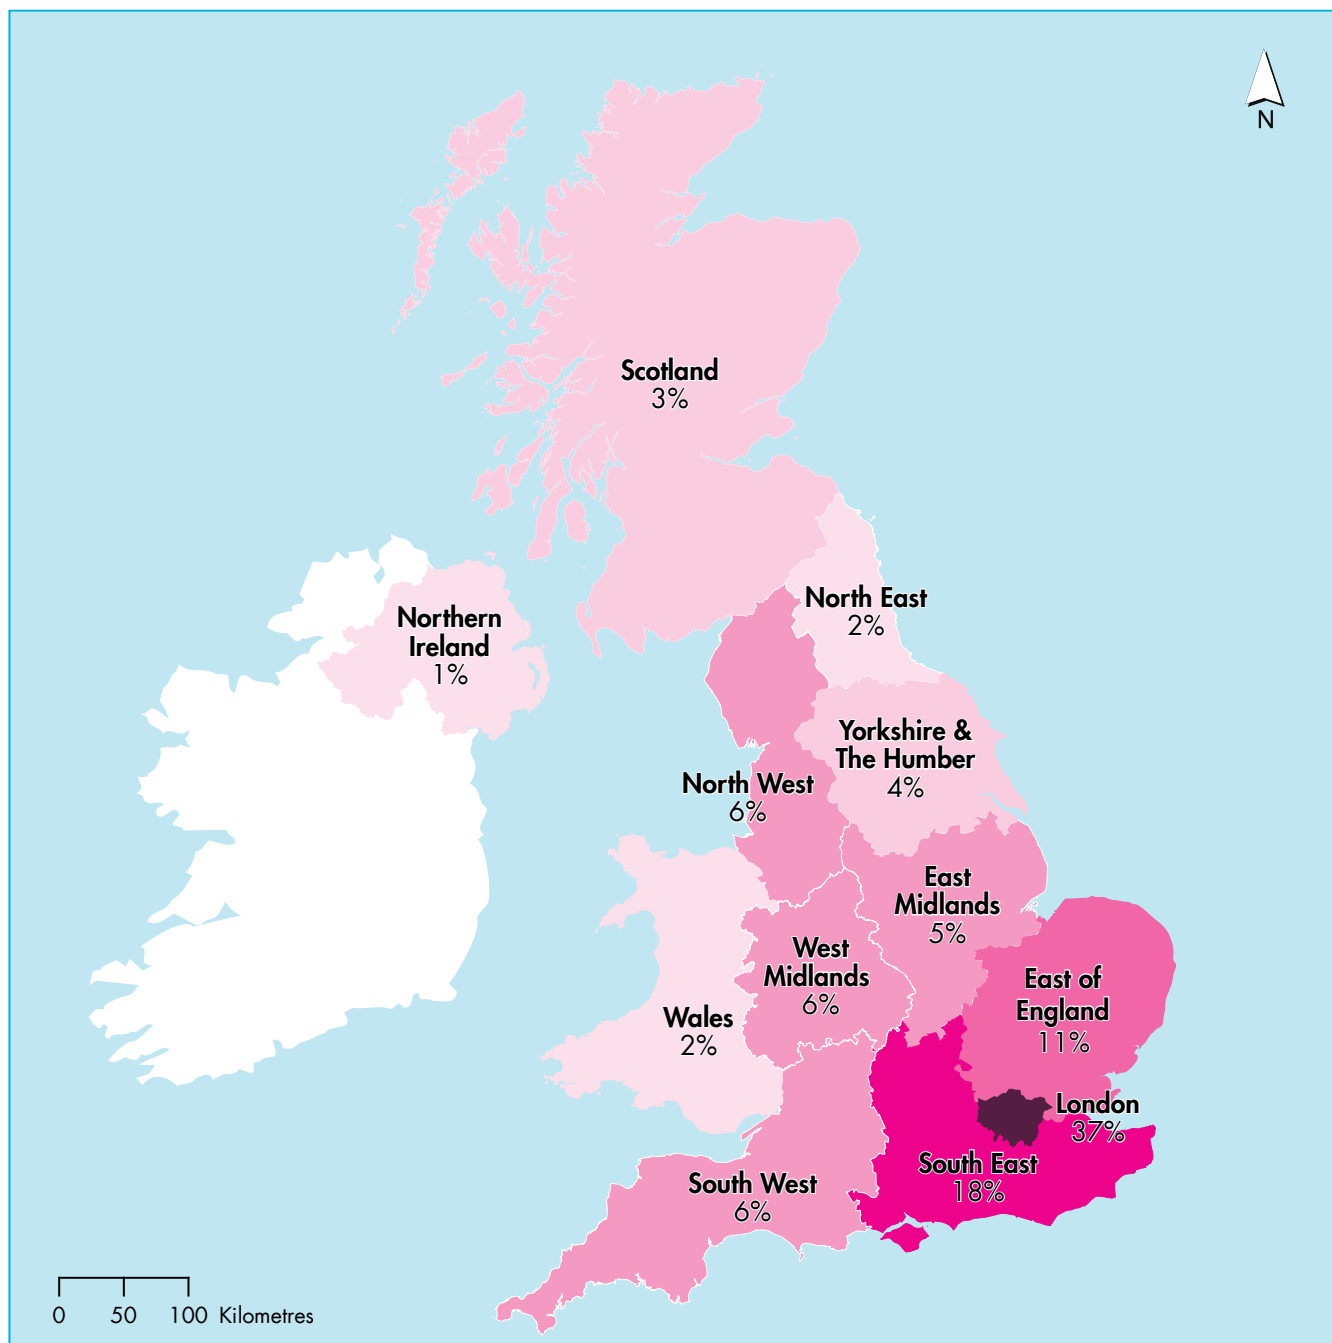 N
Scotland
3%
North East
2%
Northern
Ireland
1%
Yorkshire &
The Humber
4%
North West
6%
East
Midlands
5%
West
Midlands
6%
East of
England
11%
Wales
2%
London
37%
South East
18%
South West
6%
0 50 100 Kilometres